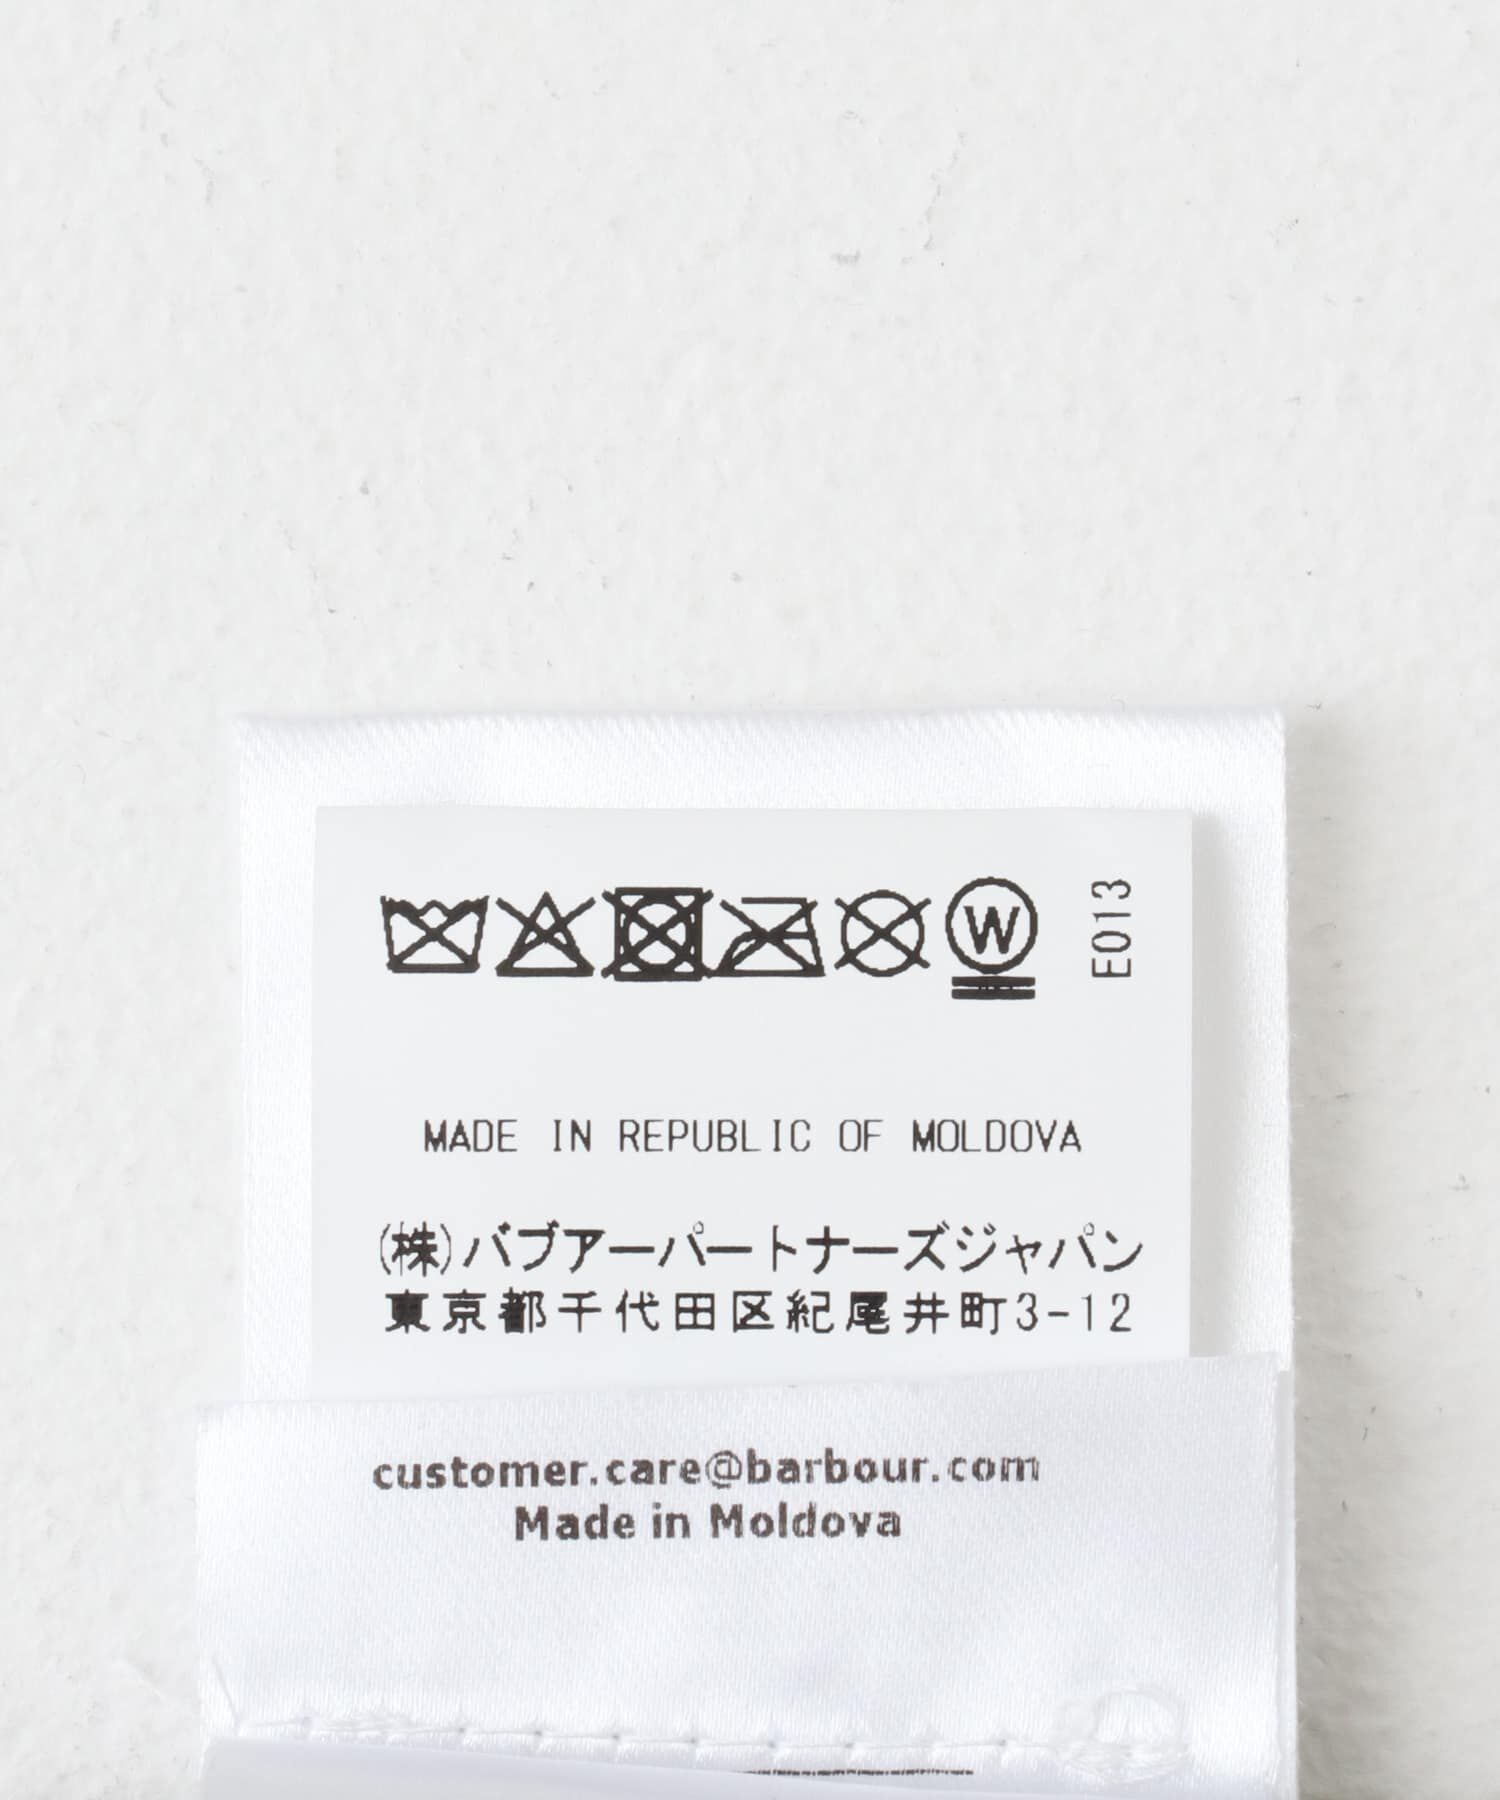 W
E013
MADE IN REPUBLIC OF MOLDOVA
(株)バブアーパートナーズジャパン
東京都千代田区紀尾井町3-12
customer.care@barbour.com
Made in Moldova